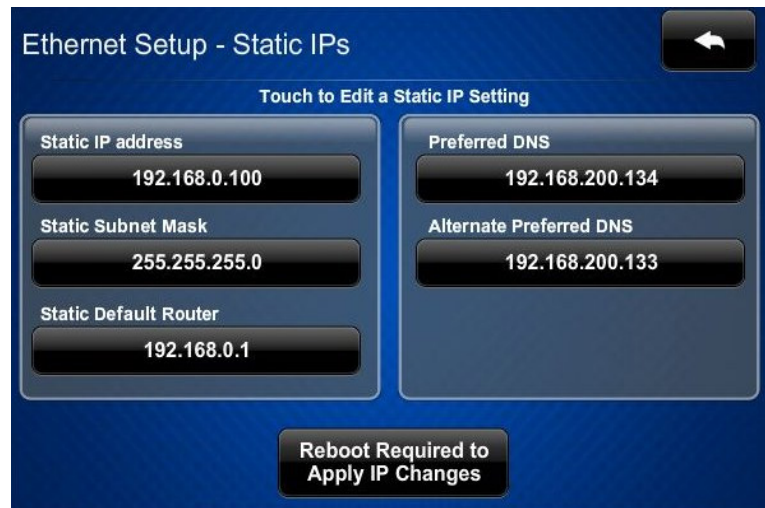 Ethernet Setup - Static IPs
Touch to Edit a Static IP Setting
Static IP address
192.168.0.100
Static Subnet Mask
255.255.255.0
Static Default Router
192.168.0.1
Preferred DNS
192.168.200.134
Alternate Preferred DNS
192.168.200.133
Reboot Required to
Apply IP Changes